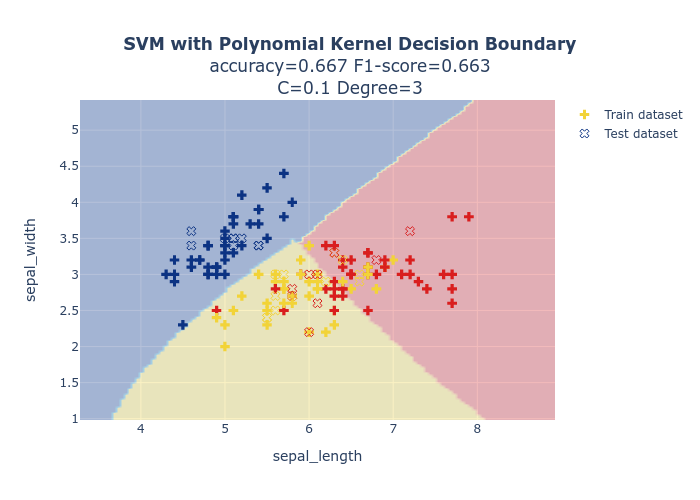 SVM with Polynomial Kernel Decision Boundary
accuracy=0.667 F1-score=0.663
C=0.1 Degree=3
Train dataset
Test dataset
5
4.5
4
3.5
3
2.5
2
1.5
1
sepal_width
4
5
6
7
8
sepal_length